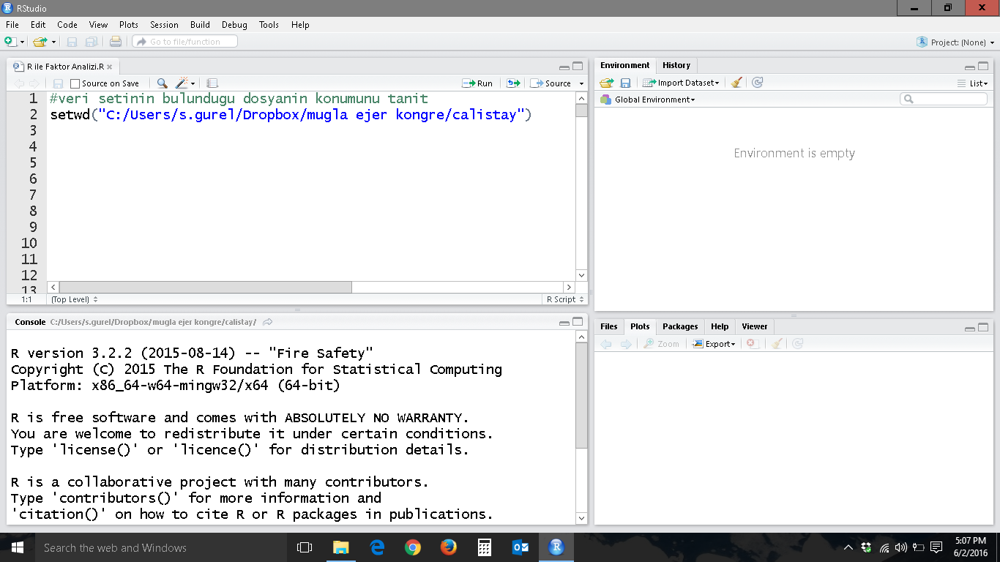 RStudio
File Edit Code View Plots Session Build Debug Tools Help
Go to file/function
Project: (None)
R ile Faktor Analizi.R
Source on Save
Run
Source
1 #veri setinin bulundugu dosyanin konumunu tanit
2 setwd("C:/Users/s.gurel/Dropbox/mugla ejer kongre/calistay")
3
4
5
6
7
8
9
10
11
12
13
1:1 (Top Level) R Script
Console C:/Users/s.gurel/Dropbox/mugla ejer kongre/calistay/
R version 3.2.2 (2015-08-14) -- "Fire Safety"
Copyright (C) 2015 The R Foundation for Statistical Computing
Platform: x86_64-w64-mingw32/x64 (64-bit)
R is free software and comes with ABSOLUTELY NO WARRANTY.
You are welcome to redistribute it under certain conditions.
Type 'license()' or 'licence()' for distribution details.
R is a collaborative project with many contributors.
Type 'contributors()' for more information and
'citation()' on how to cite R or R packages in publications.
Environment History
Import Dataset List
Global Environment
Environment is empty
Files Plots Packages Help Viewer
Zoom Export
Search the web and Windows
5:07 PM
6/2/2016